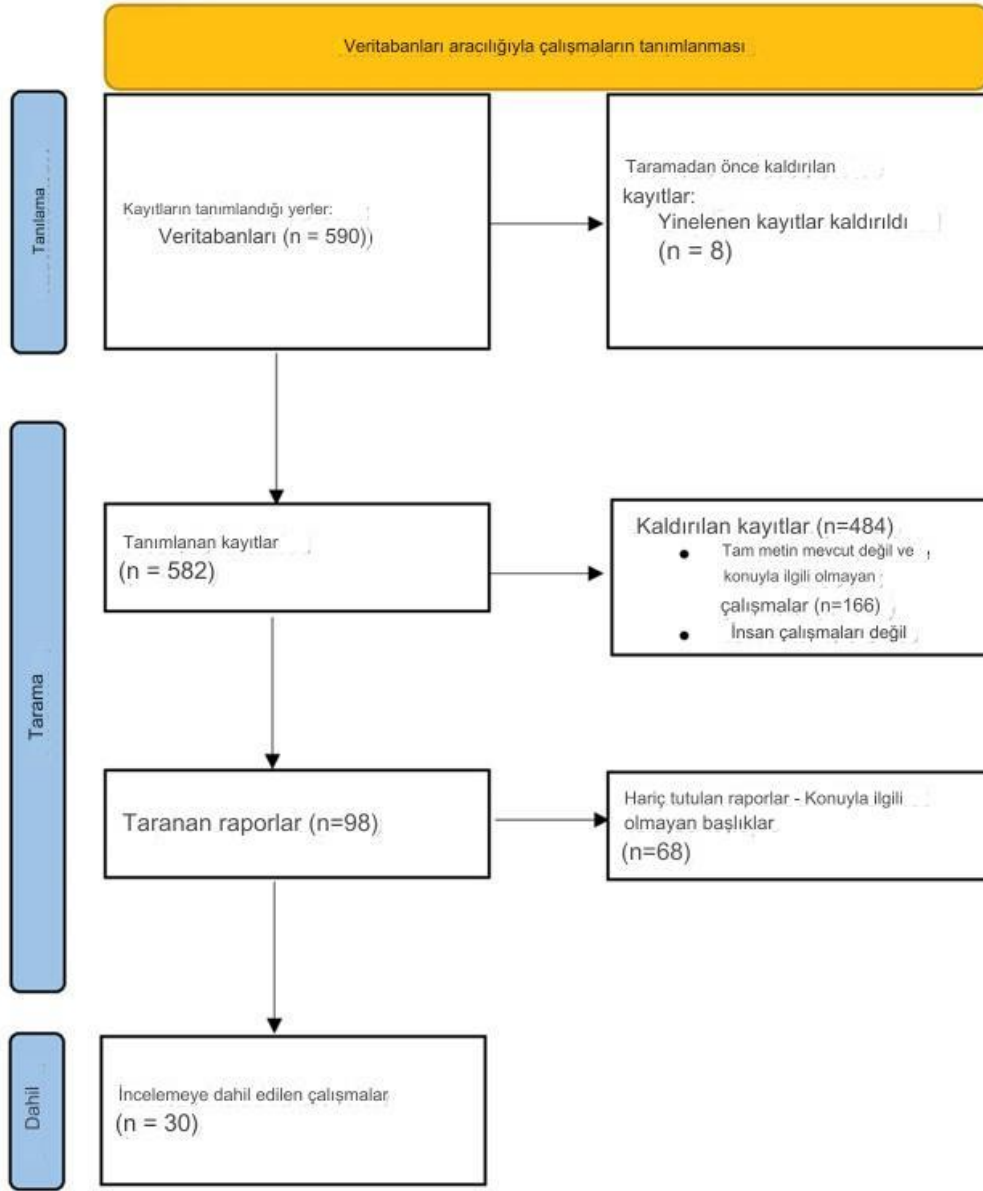 Veritabanları aracılığıyla çalışmaların tanımlanması
Tanılama
Kayıtların tanımlandığı yerler:
Veritabanları (n = 590))
Taramadan önce kaldırılan
kayıtlar:
Yinelenen kayıtlar kaldırıldı
(n = 8)
Tarama
Tanımlanan kayıtlar
(n = 582)
Kaldırılan kayıtlar (n=484)
● Tam metin mevcut değil ve
konuyla ilgili olmayan
çalışmalar (n=166)
● İnsan çalışmaları değil
Taranan raporlar (n=98)
Hariç tutulan raporlar - Konuyla ilgili
olmayan başlıklar
(n=68)
Dahil
İncelemeye dahil edilen çalışmalar
(n = 30)